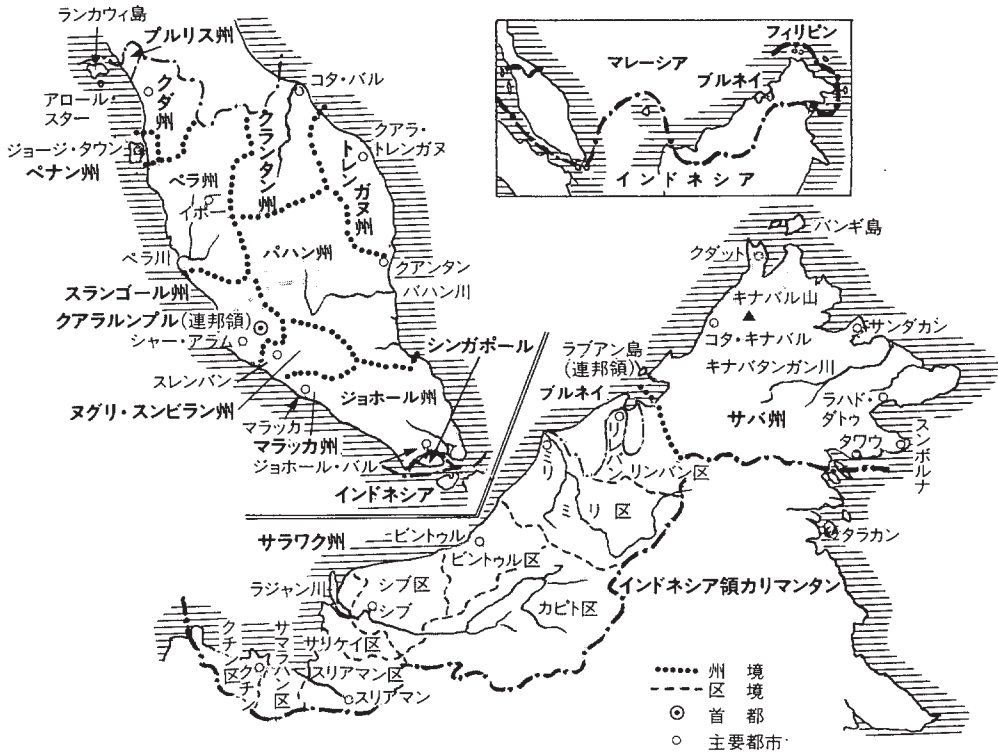 ランカウィ島
プルリス州
クダ州
アロール・
スター
ジョージ・タウン
ペナン州
コタ・バル
クランタン州
クアラ・
トレンガヌ
トレンガヌ州
ペラ州
イポー
ペラ川
パハン州
クアンタン
パハン川
スランゴール州
クアラルンプル(連邦領)
シャー・アラム
スレンバン
ヌグリ・スンビラン州
マラッカ
マラッカ州
ジョホール州
ジョホール・バル
シンガポール
インドネシア
フィリピン
マレーシア
ブルネイ
インドネシア
バンギ島
クダット
キナバル山
コタ・キナバル
サンダカン
キナバタンガン川
ラブアン島
(連邦領)
ブルネイ
サバ州
ラハド・
ダトゥ
タワウ
スンポルナ
リンバン区
ミリ
ミリ区
タラカン
サラワク州
ビントゥル
ビントゥル区
ラジャン川
シブ区
シブ
カピト区
インドネシア領カリマンタン
クチン区
クチン
サマラハン区
サリケイ区
スリアマン区
スリアマン
州境
区境
首都
主要都市